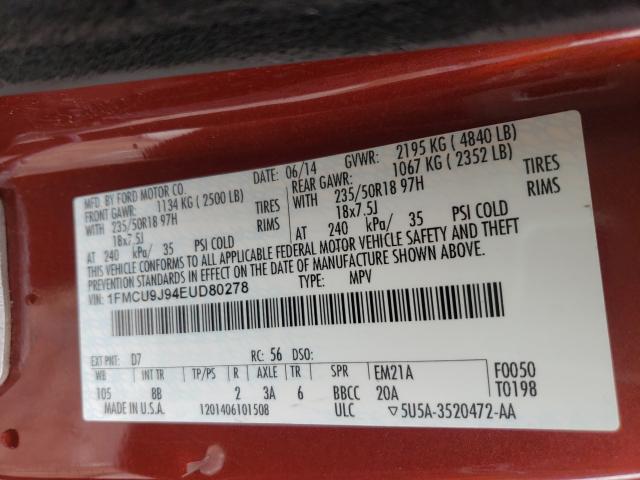 MFD. BY FORD MOTOR CO.
DATE: 06/14 GVWR: 2195 KG ( 4840 LB)
FRONT GAWR: 1134 KG ( 2500 LB) REAR GAWR: 1067 KG ( 2352 LB)
WITH 235/50R18 97H TIRES WITH 235/50R18 97H TIRES
18x7.5J RIMS 18x7.5J RIMS
AT 240 kPa/ 35 PSI COLD AT 240 kPa/ 35 PSI COLD
THIS VEHICLE CONFORMS TO ALL APPLICABLE FEDERAL MOTOR VEHICLE SAFETY AND THEFT
PREVENTION STANDARDS IN EFFECT ON THE DATE OF MANUFACTURE SHOWN ABOVE.
VIN: 1FMCU9J94EUD80278 TYPE: MPV
EXT PNT: D7 RC: 56 DSO:
WB INT TR TP/PS R AXLE TR SPR EM21A F0050
105 8B 2 3A 6 BBCC 20A T0198
MADE IN U.S.A. 1201406101508 ULC ▽5U5A-3520472-AA